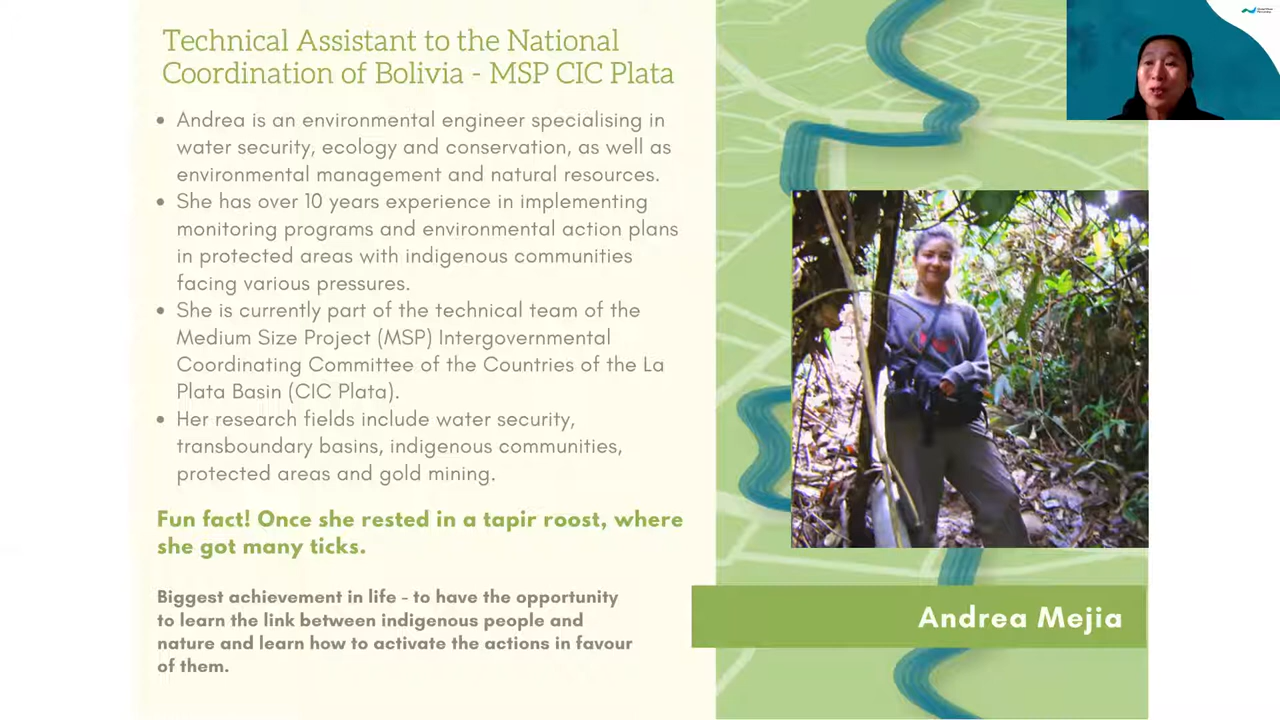 Technical Assistant to the National
Coordination of Bolivia - MSP CIC Plata
• Andrea is an environmental engineer specialising in
water security, ecology and conservation, as well as
environmental management and natural resources.
• She has over 10 years experience in implementing
monitoring programs and environmental action plans
in protected areas with indigenous communities
facing various pressures.
• She is currently part of the technical team of the
Medium Size Project (MSP) Intergovernmental
Coordinating Committee of the Countries of the La
Plata Basin (CIC Plata).
• Her research fields include water security,
transboundary basins, indigenous communities,
protected areas and gold mining.
Fun fact! Once she rested in a tapir roost, where
she got many ticks.
Biggest achievement in life - to have the opportunity
to learn the link between indigenous people and
nature and learn how to activate the actions in favour
of them.
Andrea Mejia